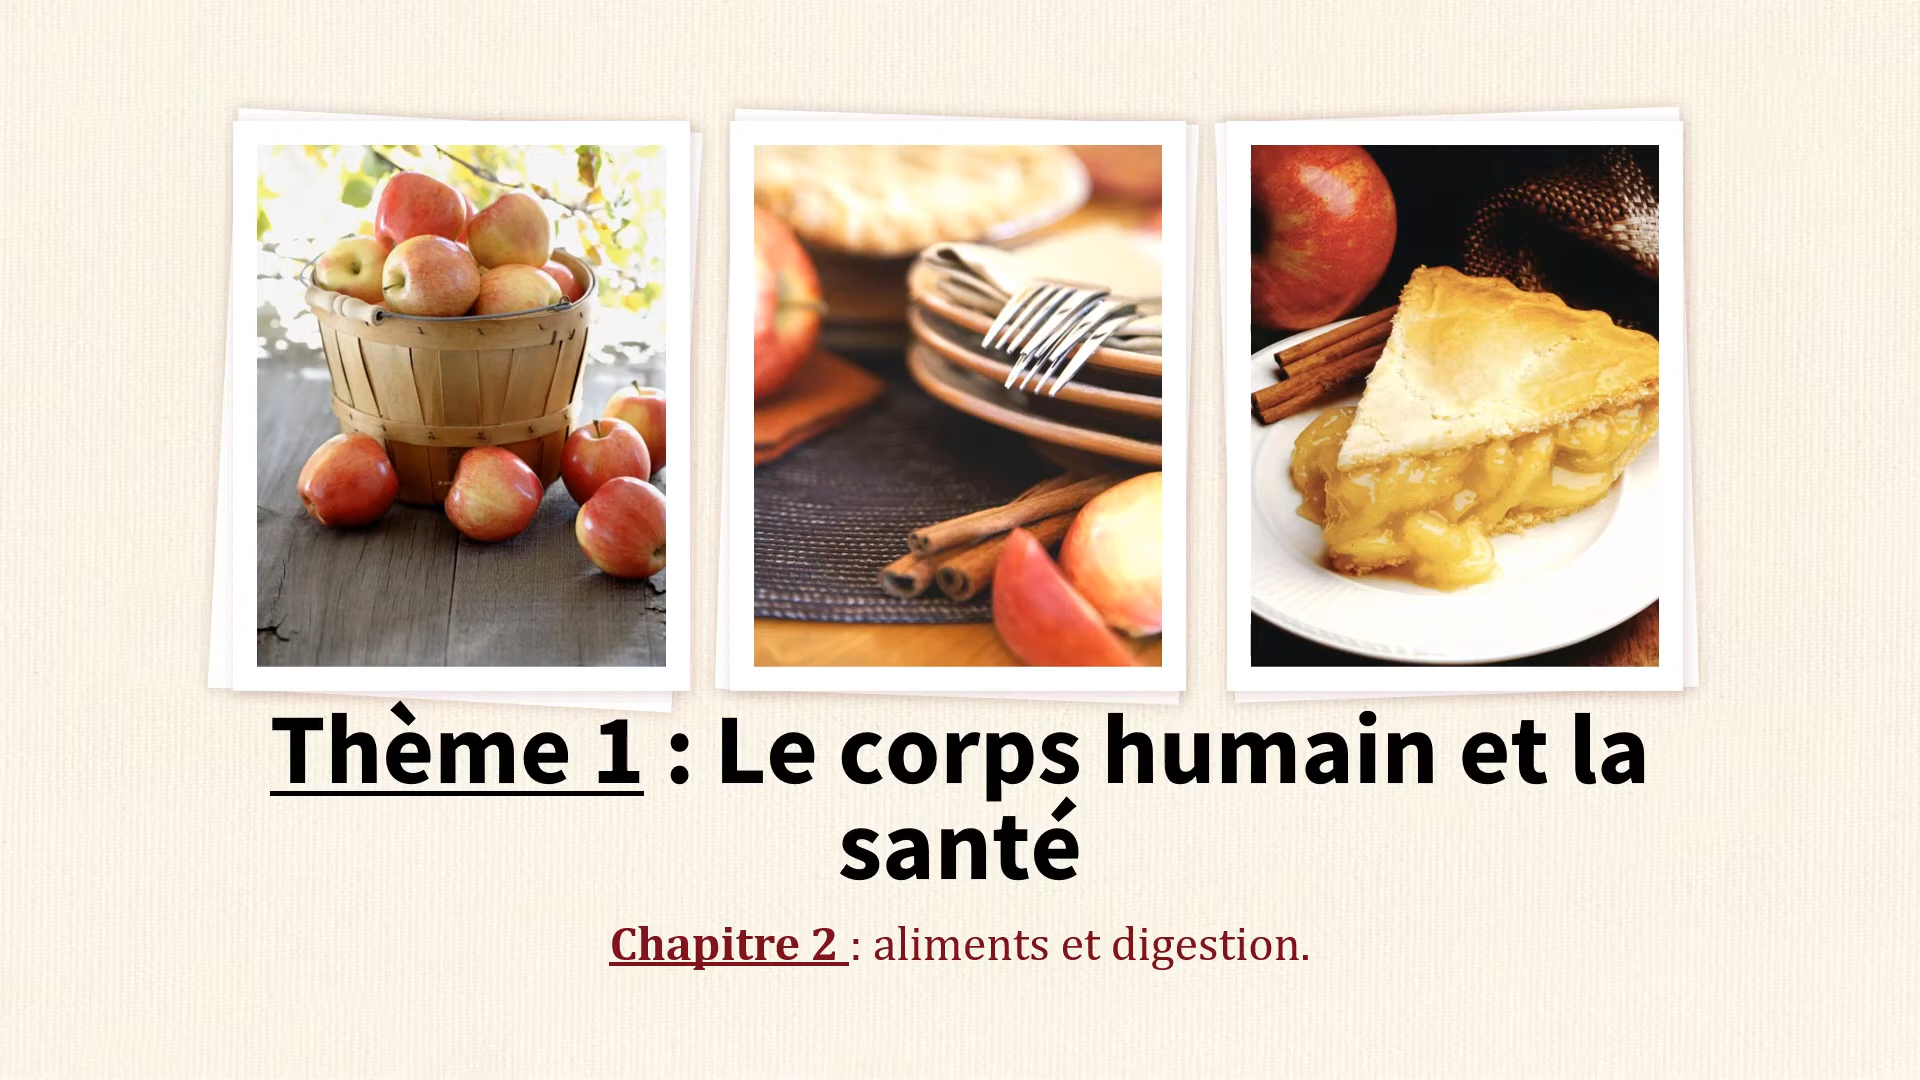 Thème 1 : Le corps humain et la
santé
Chapitre 2 : aliments et digestion.